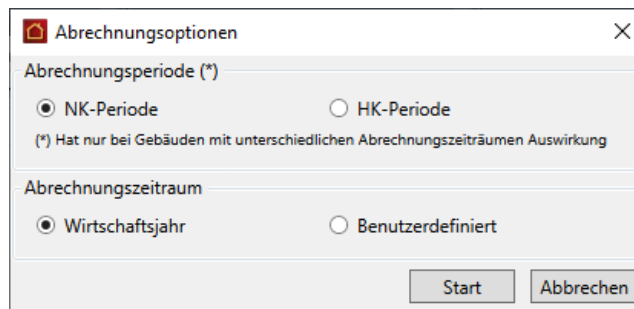 Abrechnungsoptionen
Abrechnungsperiode (*)
NK-Periode HK-Periode
(*) Hat nur bei Gebäuden mit unterschiedlichen Abrechnungszeiträumen Auswirkung
Abrechnungszeitraum
Wirtschaftsjahr Benutzerdefiniert
Start Abbrechen